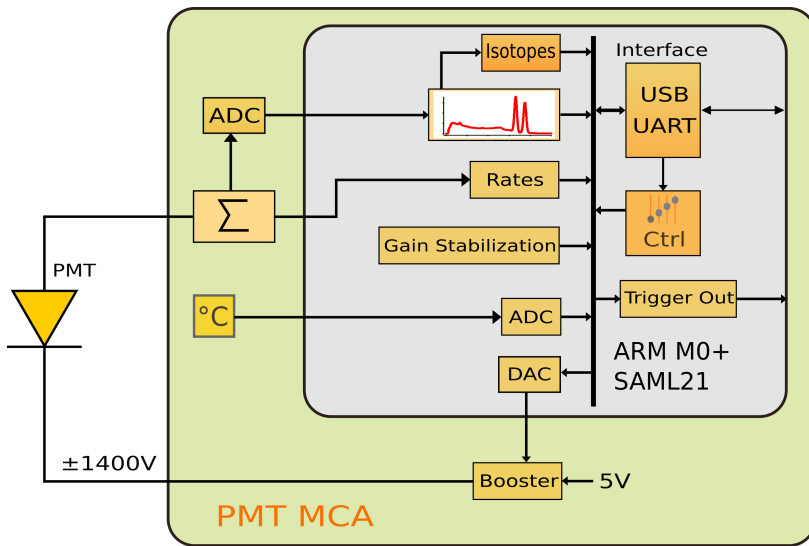 Isotopes
Interface
USB
UART
ADC
Rates
Σ
Ctrl
Gain Stabilization
PMT
°C
ADC
Trigger Out
ARM M0+
SAML21
DAC
±1400V
Booster
5V
PMT MCA